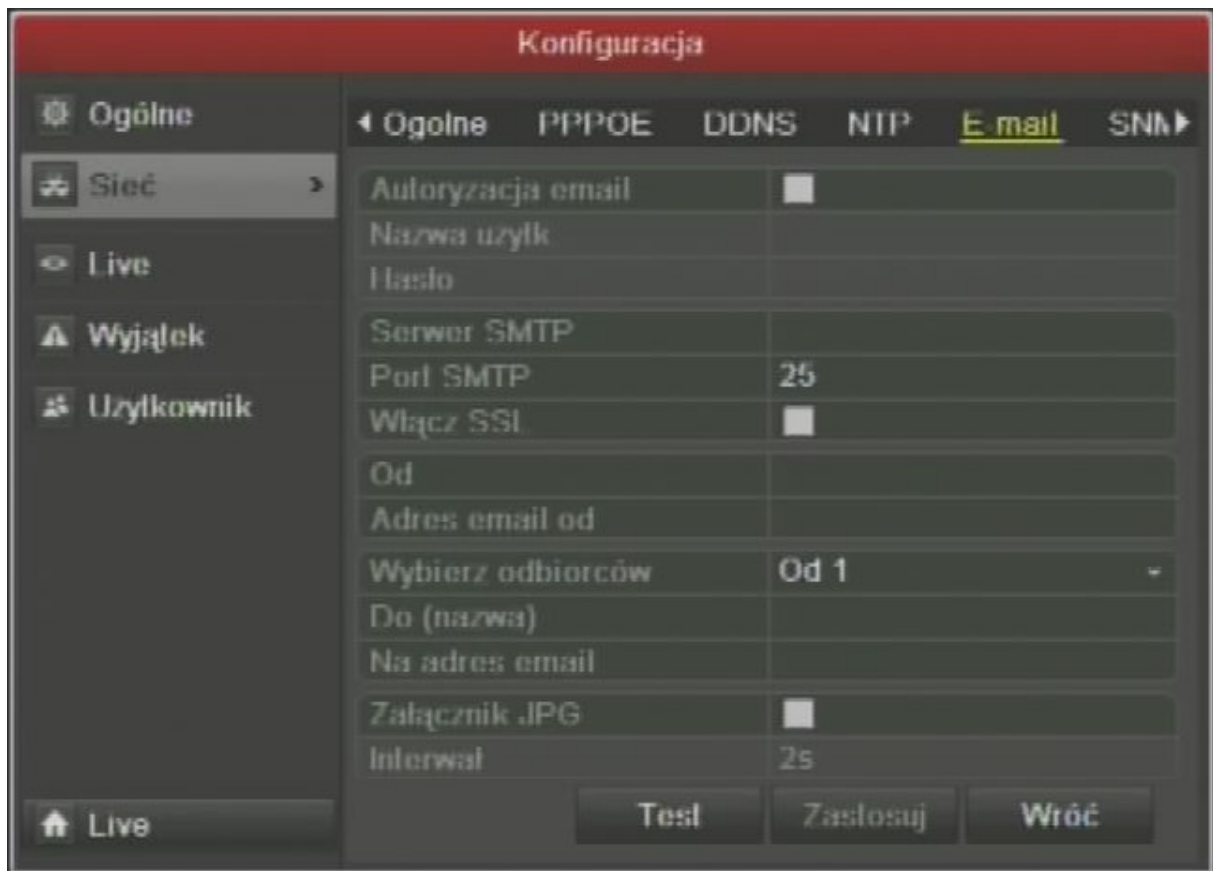 Konfiguracja
Ogólne
Sieć
Live
Wyjątek
Uzytkownik
Live
Ogolne PPPOE DDNS NTP E-mail SNM
Autoryzacja email
Nazwa uzytk
Hasło
Serwer SMTP
Port SMTP 25
Włącz SSL
Od
Adres email od
Wybierz odbiorców Od 1
Do (nazwa)
Na adres email
Załącznik JPG
Interwał 2s
Test Zastosuj Wróć